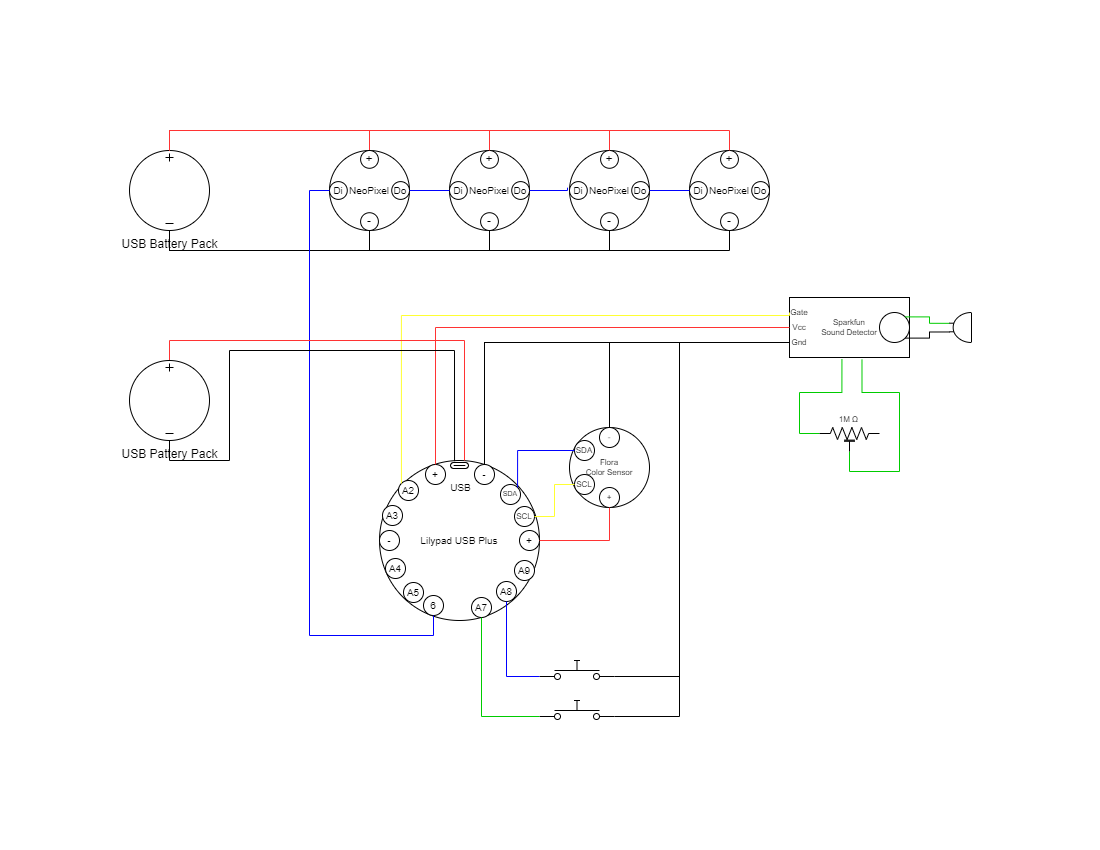 +
+
+
+
+
Di
NeoPixel
Do
Di
NeoPixel
Do
Di
NeoPixel
Do
Di
NeoPixel
Do
-
-
-
-
–
USB Battery Pack
Gate
Vcc
Gnd
Sparkfun
Sound Detector
+
–
USB Pattery Pack
1M Ω
-
SDA
Flora
Color Sensor
SCL
+
+
-
USB
A2
SDA
A3
SCL
-
Lilypad USB Plus
+
A4
A9
A5
A8
6
A7